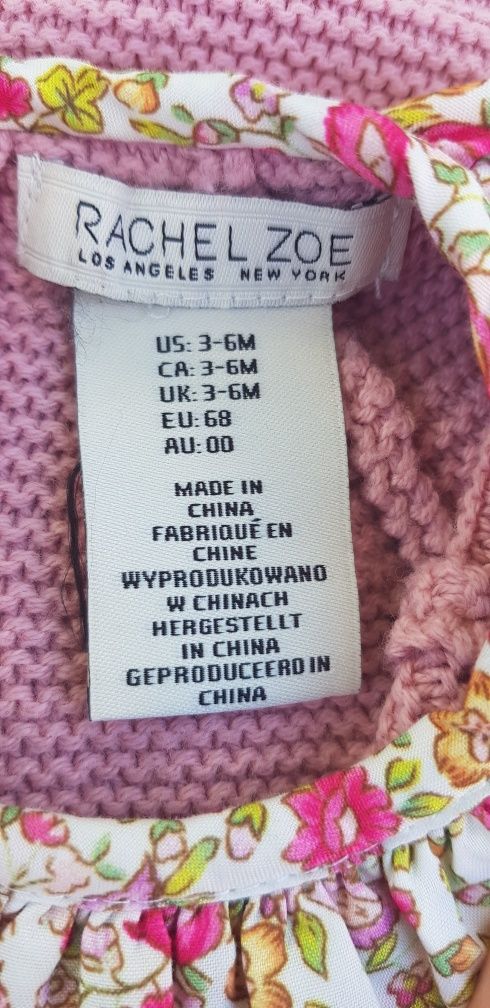 RACHEL ZOE
LOS ANGELES NEW YORK
US: 3-6M
CA: 3-6M
UK: 3-6M
EU: 68
AU: 00
MADE IN
CHINA
FABRIQUÉ EN
CHINE
WYPRODUKOWANO
W CHINACH
HERGESTELLT
IN CHINA
GEPRODUCEERD IN
CHINA